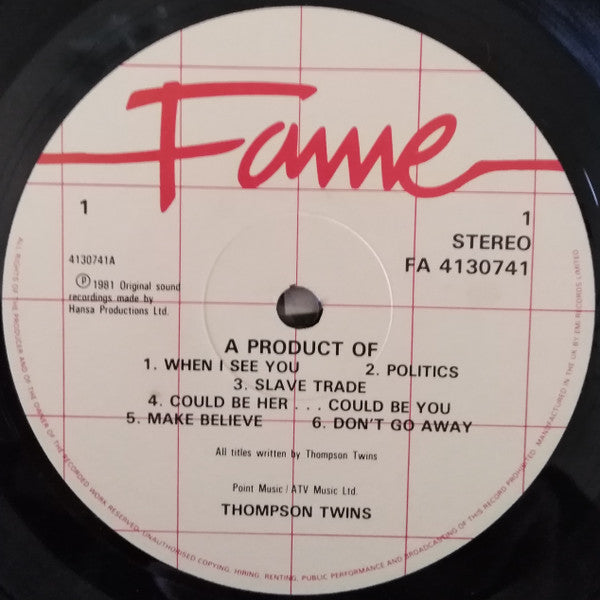 Fame
1
1
STEREO
FA 4130741
4130741A
Ⓟ1981 Original sound
recordings made by
Hansa Productions Ltd.
A PRODUCT OF
1. WHEN I SEE YOU 2. POLITICS
3. SLAVE TRADE
4. COULD BE HER . . . COULD BE YOU
5. MAKE BELIEVE 6. DON'T GO AWAY
All titles written by Thompson Twins
Point Music / ATV Music Ltd.
THOMPSON TWINS
ALL RIGHTS OF THE PRODUCER AND OF THE OWNER OF THE RECORDED WORK RESERVED. UNAUTHORISED COPYING, HIRING, RENTING, PUBLIC PERFORMANCE AND BROADCASTING OF THIS RECORD PROHIBITED. MANUFACTURED IN THE UK BY EMI RECORDS LIMITED